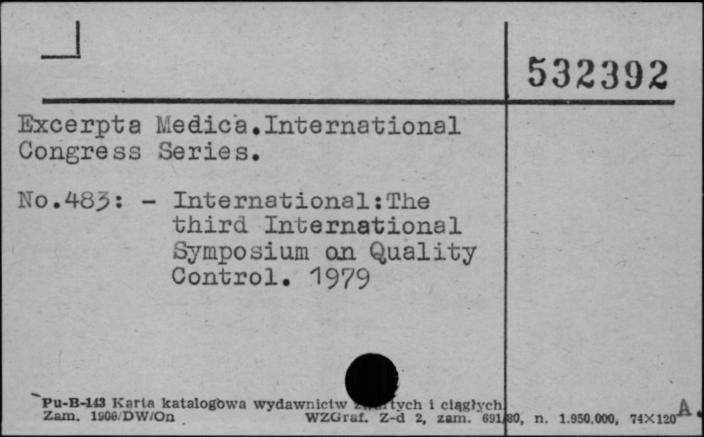 532392
Excerpta Medica.International
Congress Series.
No.483: - International:The
third International
Symposium on Quality
Control. 1979
Pu-B-143 Karta katalogowa wydawnictw zwartych i ciągłych
Zam. 1908/DW/On WZGraf. Z-d 2, zam. 691/80, n. 1.950.000, 74X120
A.